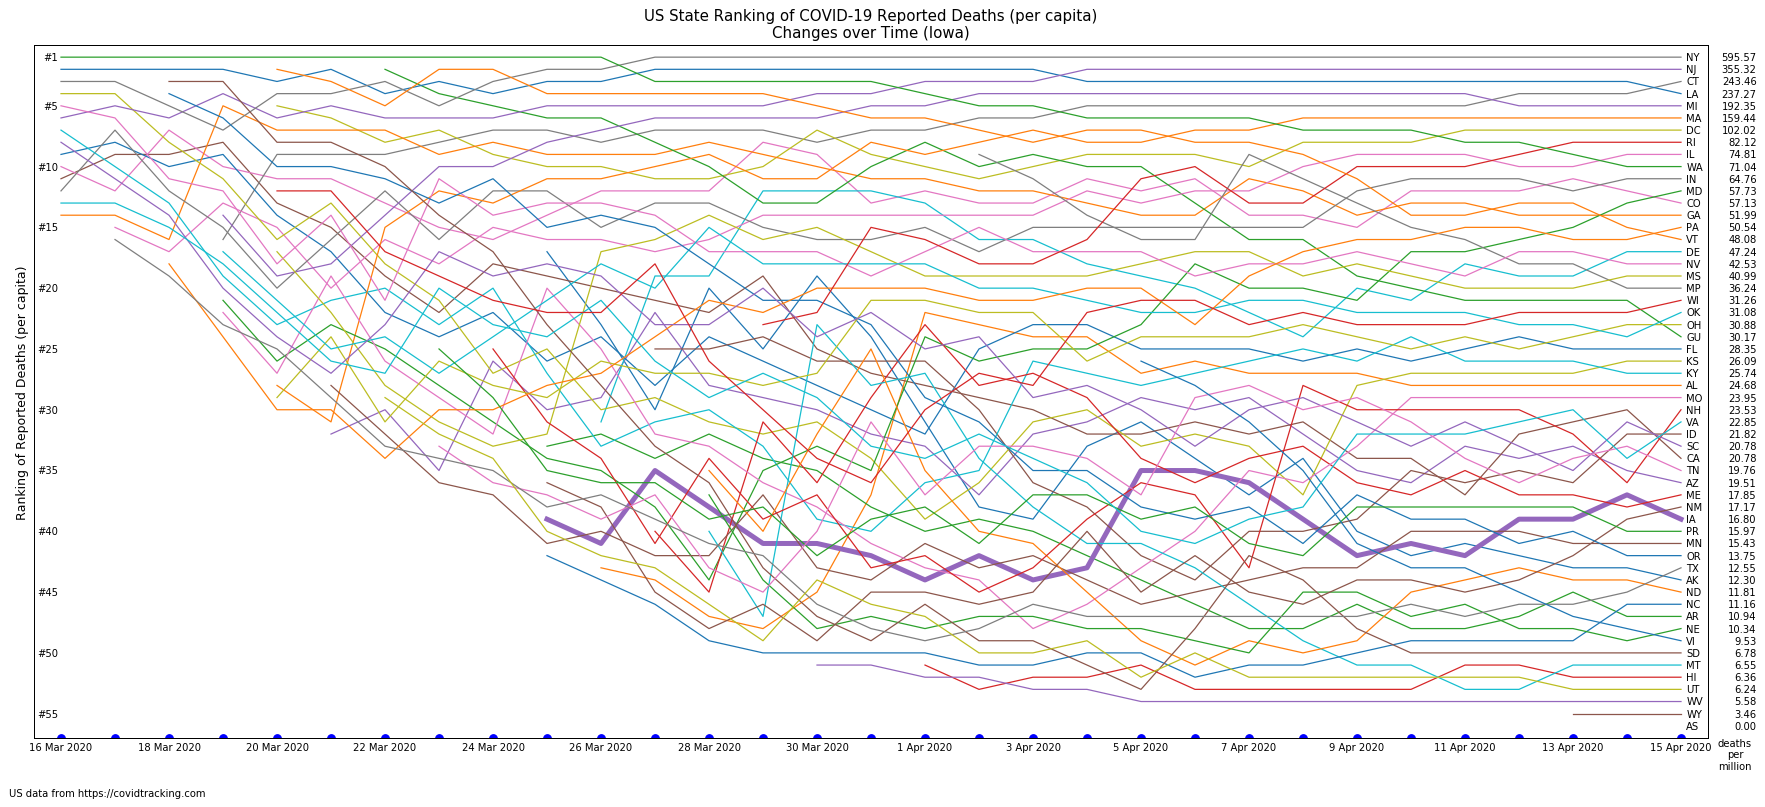 US State Ranking of COVID-19 Reported Deaths (per capita)
Changes over Time (Iowa)
Ranking of Reported Deaths (per capita)
#1
#5
#10
#15
#20
#25
#30
#35
#40
#45
#50
#55
NY 595.57
NJ 355.32
CT 243.46
LA 237.27
MI 192.35
MA 159.44
DC 102.02
RI 82.12
IL 74.81
WA 71.04
IN 64.76
MD 57.73
CO 57.13
GA 51.99
PA 50.54
VT 48.08
DE 47.24
NV 42.53
MS 40.99
MP 36.24
WI 31.26
OK 31.08
OH 30.88
GU 30.17
FL 28.35
KS 26.09
KY 25.74
AL 24.68
MO 23.95
NH 23.53
VA 22.85
ID 21.82
SC 20.78
CA 20.78
TN 19.76
AZ 19.51
ME 17.85
NM 17.17
IA 16.80
PR 15.97
MN 15.43
OR 13.75
TX 12.55
AK 12.30
ND 11.81
NC 11.16
AR 10.94
NE 10.34
VI 9.53
SD 6.78
MT 6.55
HI 6.36
UT 6.24
WV 5.58
WY 3.46
AS 0.00
16 Mar 2020 18 Mar 2020 20 Mar 2020 22 Mar 2020 24 Mar 2020 26 Mar 2020 28 Mar 2020 30 Mar 2020 1 Apr 2020 3 Apr 2020 5 Apr 2020 7 Apr 2020 9 Apr 2020 11 Apr 2020 13 Apr 2020 15 Apr 2020
deaths
per
million
US data from https://covidtracking.com